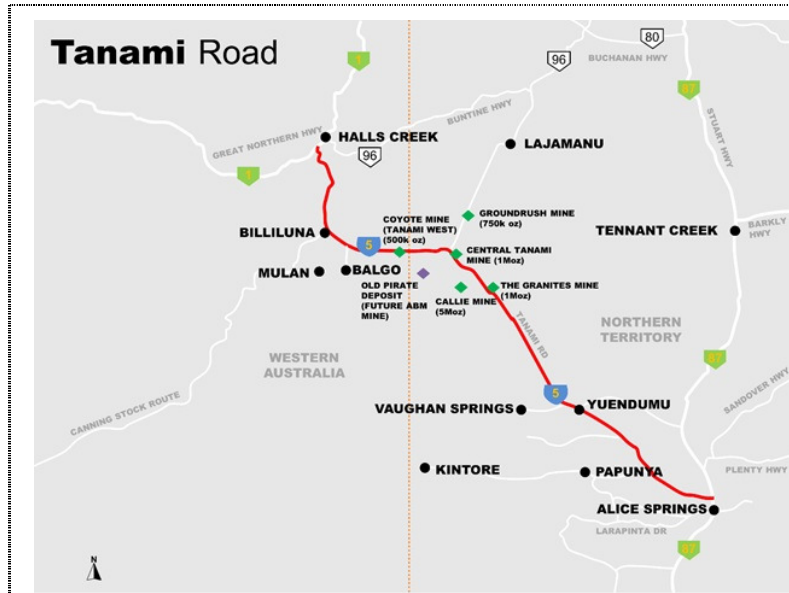 Tanami Road
80
96
BUCHANAN HWY
1
87
BUNTINE HWY
STUART HWY
GREAT NORTHERN HWY
HALLS CREEK
96
LAJAMANU
1
GROUNDRUSH MINE
(750k oz)
COYOTE MINE
(TANAMI WEST)
(500k oz)
BILLILUNA
5
TENNANT CREEK
BARKLY
HWY
CENTRAL TANAMI
MINE (1Moz)
MULAN
BALGO
OLD PIRATE
DEPOSIT
(FUTURE ABM
MINE)
CALLIE MINE
(5Moz)
THE GRANITES MINE
(1Moz)
TANAMI RD
NORTHERN
TERRITORY
WESTERN
AUSTRALIA
87
SANDOVER HWY
CANNING STOCK ROUTE
5
VAUGHAN SPRINGS
YUENDUMU
KINTORE
PAPUNYA
PLENTY HWY
ALICE SPRINGS
LARAPINTA DR
87
N